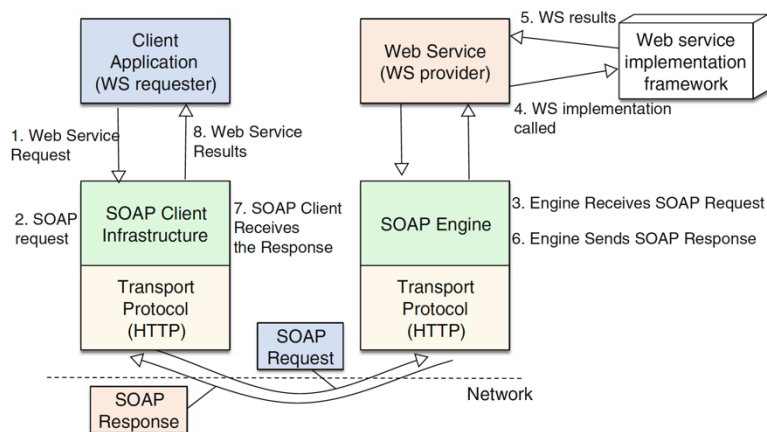 Client
Application
(WS requester)
Web Service
(WS provider)
5. WS results
Web service
implementation
framework
4. WS implementation
called
1. Web Service
Request
8. Web Service
Results
2. SOAP
request
SOAP Client
Infrastructure
7. SOAP Client
Receives
the Response
SOAP Engine
3. Engine Receives SOAP Request
6. Engine Sends SOAP Response
Transport
Protocol
(HTTP)
Transport
Protocol
(HTTP)
SOAP
Request
SOAP
Response
Network